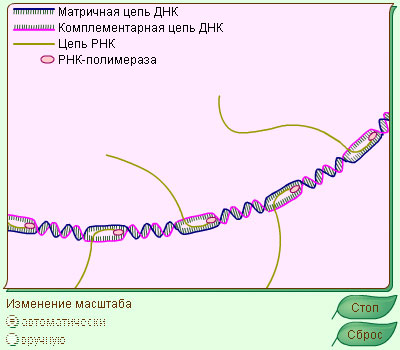 Матричная цепь ДНК
Комплементарная цепь ДНК
Цепь РНК
РНК-полимераза
Изменение масштаба
автоматически
вручную
Стоп
Сброс